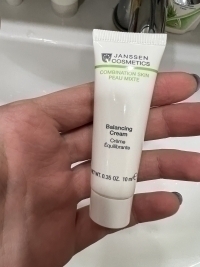 JANSSEN
COSMETICS
COMBINATION SKIN
PEAU MIXTE
Balancing
Cream
Crème
Équilibrante
NET WT. 0.35 OZ. 10 ml ℮